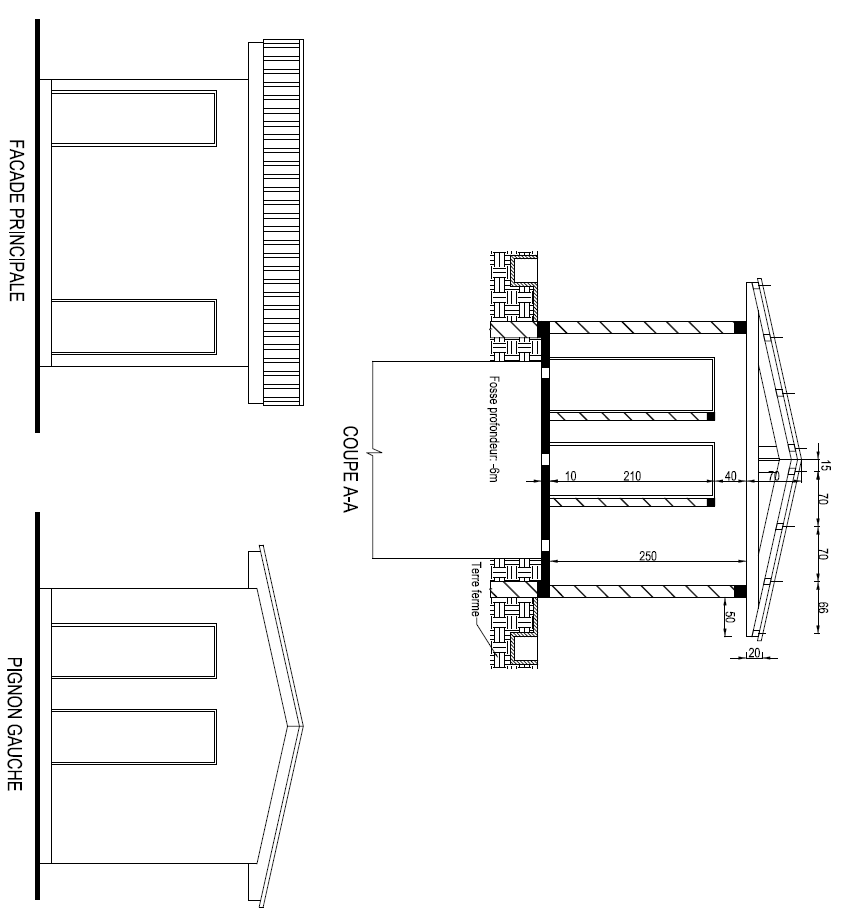 15
70
70
66
10
210
40
70
250
50
20
Fosse profondeur: -6m
Terre ferme
COUPE A-A
FACADE PRINCIPALE
PIGNON GAUCHE